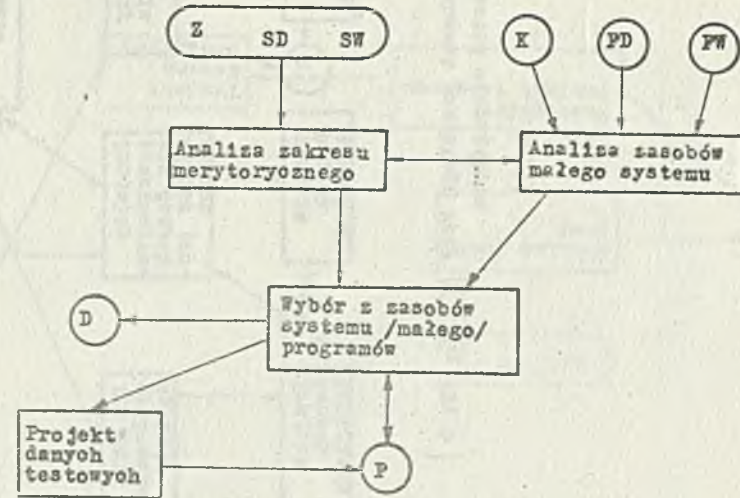 Z SD SW
K
PD
PW
Analiza zakresu
merytorycznego
Analiza zasobów
małego systemu
Wybór z zasobów
systemu /małego/
programów
D
Projekt
danych
testowych
P